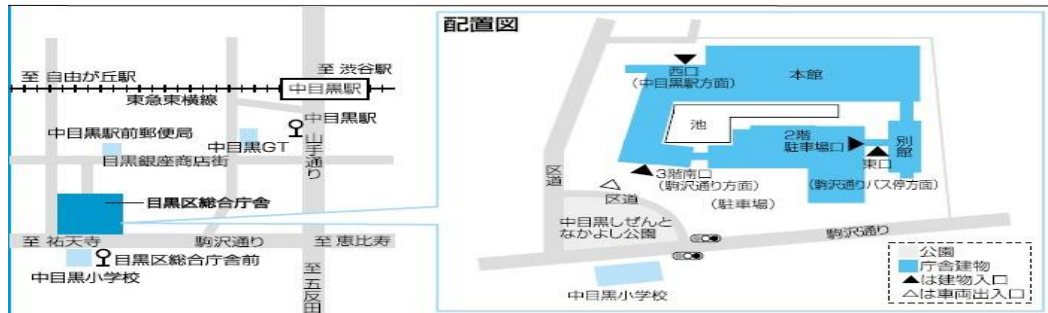 至 自由が丘駅
至 渋谷駅
中目黒駅
東急東横線
中目黒駅
中目黒駅前郵便局
中目黒GT
山手通り
目黒銀座商店街
目黒区総合庁舎
至 祐天寺
駒沢通り
至 恵比寿
目黒区総合庁舎前
中目黒小学校
至 五反田
配置図
西口
(中目黒駅方面)
本館
池
2階
駐車場口
別館
東口
(駒沢通りバス停方面)
3階南口
(駒沢通り方面)
(駐車場)
区道
区道
中目黒しぜんと
なかよし公園
駒沢通り
中目黒小学校
公園
庁舎建物
▲は建物入口
△は車両出入口